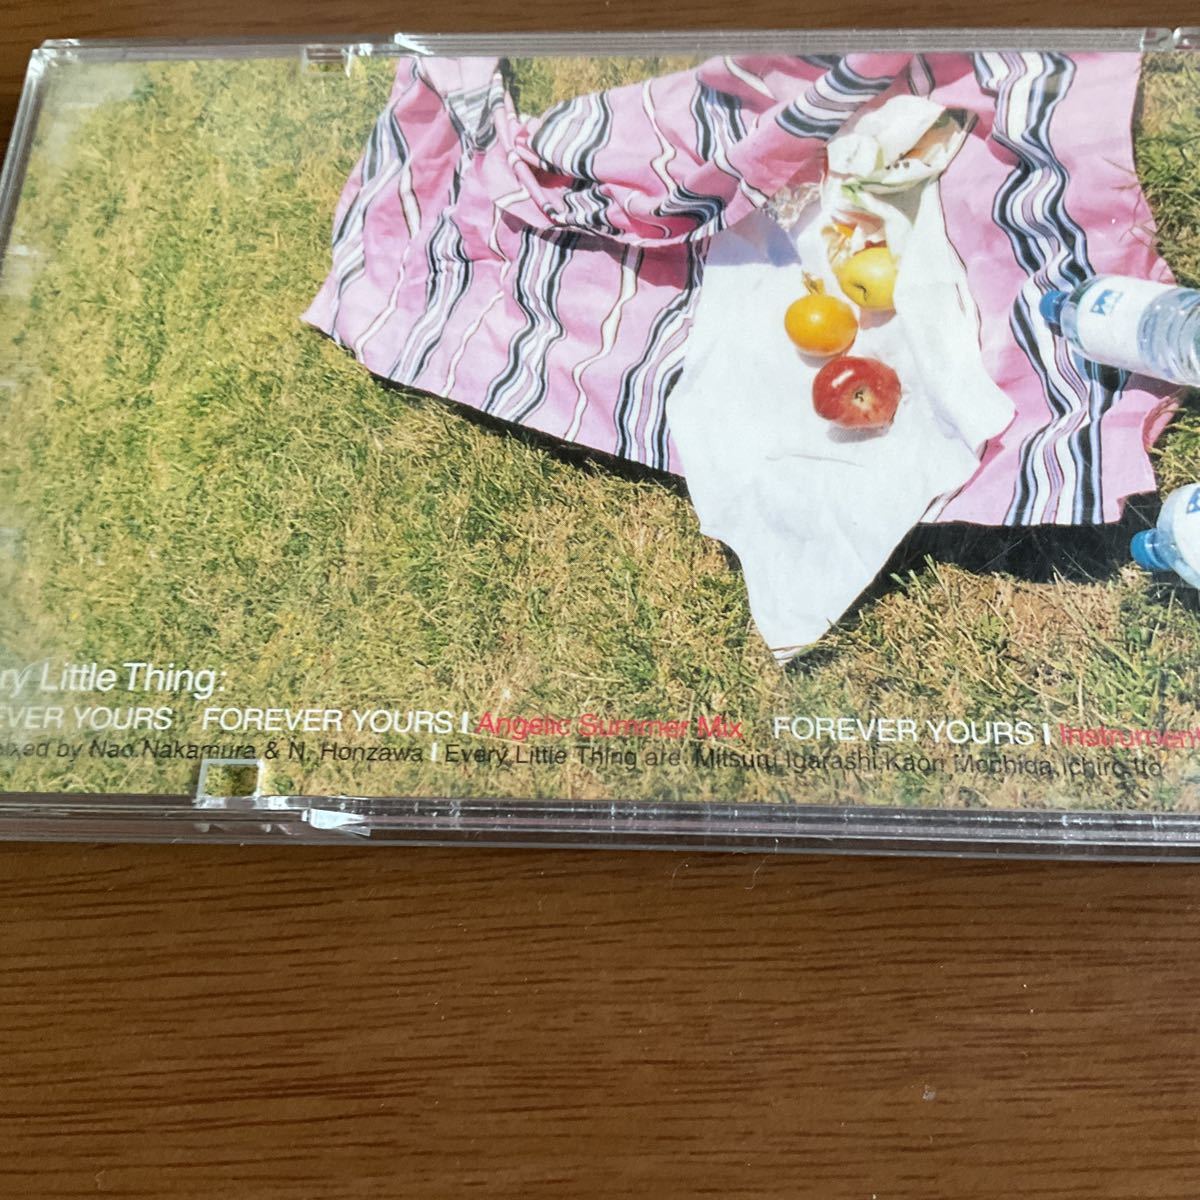 ry Little Thing:
EVER YOURS FOREVER YOURS I Angelic Summer Mix FOREVER YOURS I Instrument
ixed by Nao Nakamura & N. Honzawa I Every Little Thing are: Mitsuru Igarashi, Kaori Mochida, Ichiro Ito